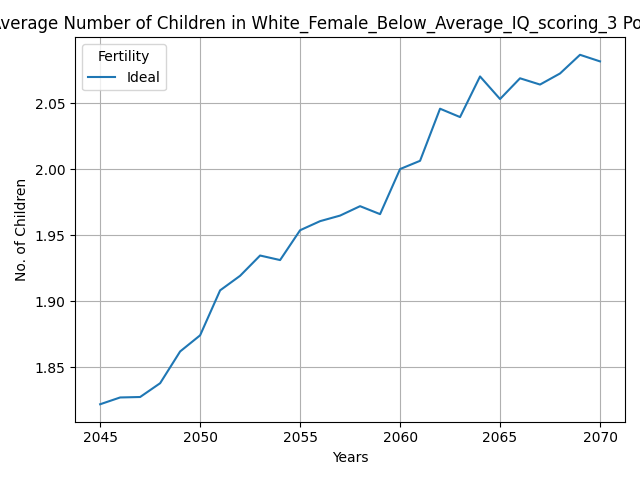 Average Number of Children in White_Female_Below_Average_IQ_scoring_3 Po
Fertility
Ideal
No. of Children
2.05
2.00
1.95
1.90
1.85
2045 2050 2055 2060 2065 2070
Years